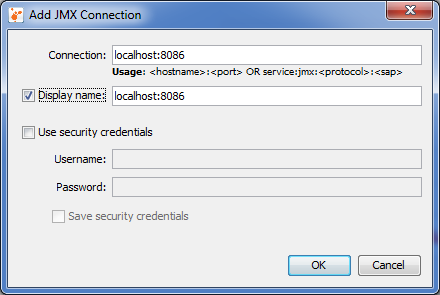 Add JMX Connection
Connection: localhost:8086
Usage: <hostname>:<port> OR service:jmx:<protocol>:<sap>
Display name: localhost:8086
Use security credentials
Username:
Password:
Save security credentials
OK Cancel